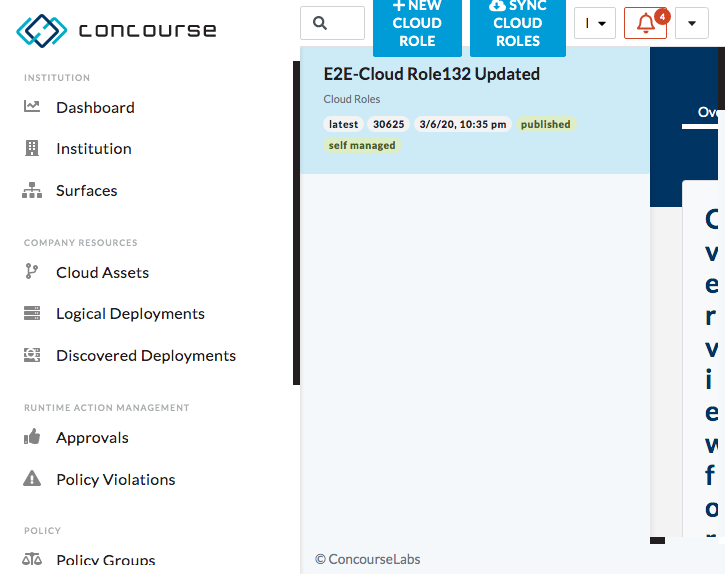 concourse
INSTITUTION
Dashboard
Institution
Surfaces
COMPANY RESOURCES
Cloud Assets
Logical Deployments
Discovered Deployments
RUNTIME ACTION MANAGEMENT
Approvals
Policy Violations
POLICY
Policy Groups
NEW
CLOUD
ROLE
SYNC
CLOUD
ROLES
I
4
E2E-Cloud Role132 Updated
Cloud Roles
latest 30625 3/6/20, 10:35 pm published
self managed
Ov
O
v
e
r
v
i
e
w
f
o
r
© ConcourseLabs